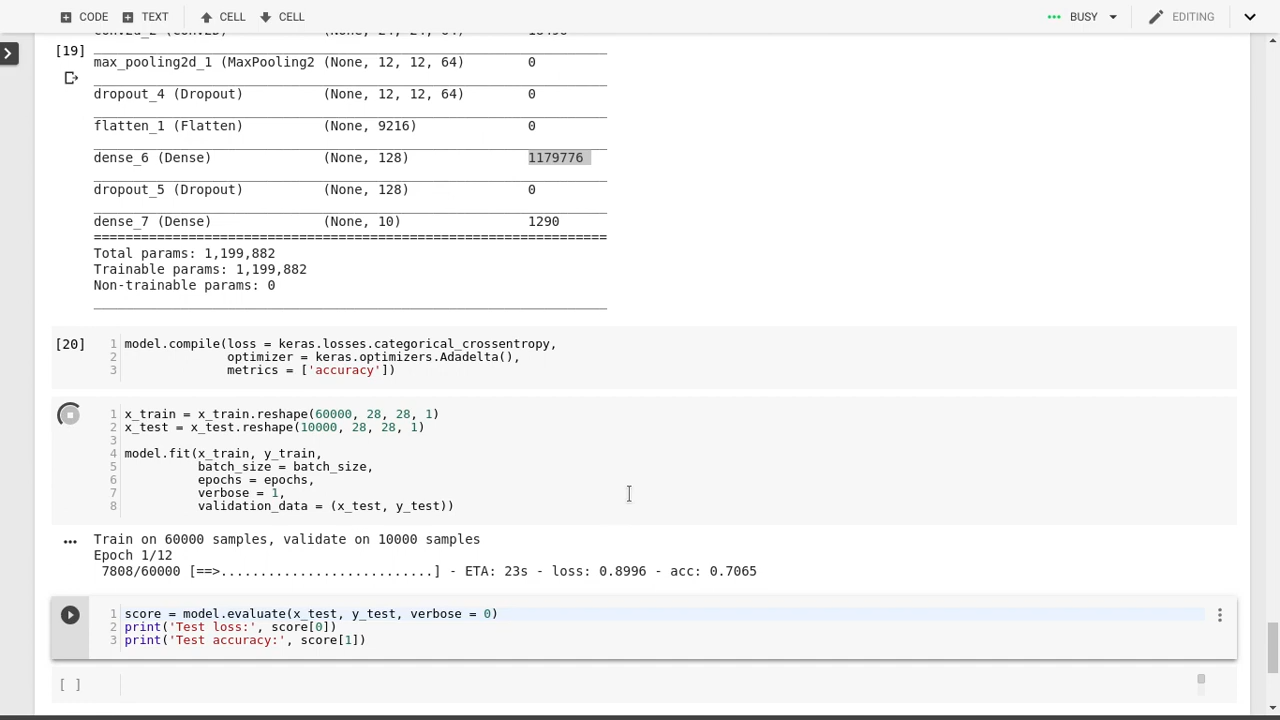 CODE TEXT CELL CELL BUSY EDITING
[19]
max_pooling2d_1 (MaxPooling2 (None, 12, 12, 64) 0
dropout_4 (Dropout) (None, 12, 12, 64) 0
flatten_1 (Flatten) (None, 9216) 0
dense_6 (Dense) (None, 128) 1179776
dropout_5 (Dropout) (None, 128) 0
dense_7 (Dense) (None, 10) 1290
=================================================================
Total params: 1,199,882
Trainable params: 1,199,882
Non-trainable params: 0
[20] 1 model.compile(loss = keras.losses.categorical_crossentropy,
2 optimizer = keras.optimizers.Adadelta(),
3 metrics = ['accuracy'])
1 x_train = x_train.reshape(60000, 28, 28, 1)
2 x_test = x_test.reshape(10000, 28, 28, 1)
3
4 model.fit(x_train, y_train,
5 batch_size = batch_size,
6 epochs = epochs,
7 verbose = 1,
8 validation_data = (x_test, y_test))
Train on 60000 samples, validate on 10000 samples
Epoch 1/12
7808/60000 [==>...........................] - ETA: 23s - loss: 0.8996 - acc: 0.7065
1 score = model.evaluate(x_test, y_test, verbose = 0)
2 print('Test loss:', score[0])
3 print('Test accuracy:', score[1])
[ ]